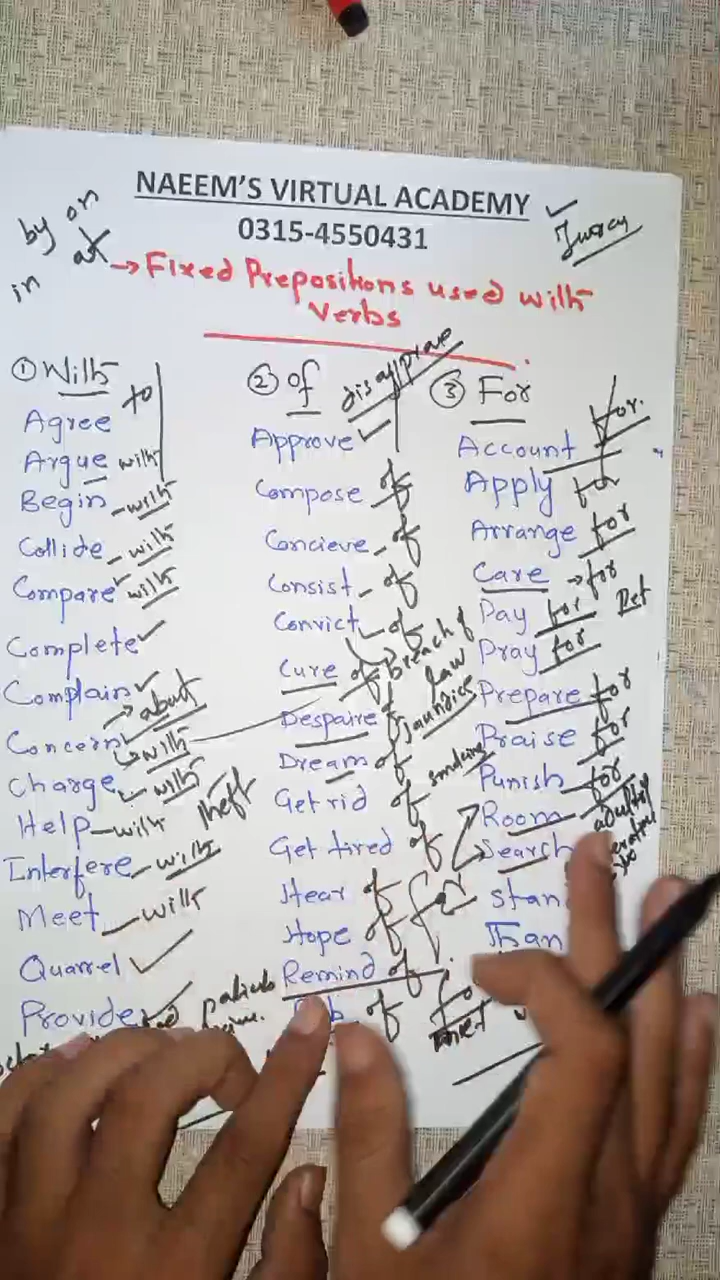 NAEEM'S VIRTUAL ACADEMY
0315-4550431
by on
in at
→ Fixed Prepositions used with
Verbs
① With
Agree to
Argue with
Begin - with
Collide - with
Compare with
Complete
Complain
Concern → about
with
Charge - with
theft
Help - with
Interfere - with
Meet - with
Quarrel
Provide
② Of
disapprove
Approve
Compose of
Concieve - of
Consist - of
Convict - of
breach of
law
Cure of
jaundice
Despaire of
Dream of
smoking
Get rid of
Get tired of
Hear of
Hope of
Remind of
of
③ For
Account for.
Apply for
Arrange for
Care → for
Pay for
Pray for
Prepare for
Praise for
Punish for
Room
Search
Stan
Than